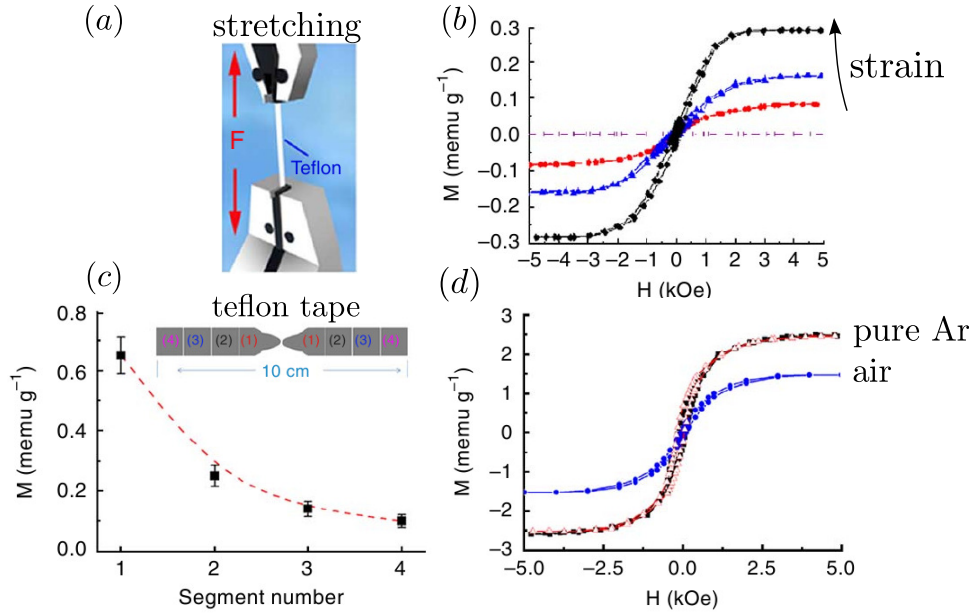 (a)
stretching
F
Teflon
(b)
M (memu g⁻¹)
0.3
0.2
0.1
0.0
−0.1
−0.2
−0.3
−5 −4 −3 −2 −1 0 1 2 3 4 5
H (kOe)
strain
(c)
teflon tape
(4) (3) (2) (1) (1) (2) (3) (4)
10 cm
M (memu g⁻¹)
0.8
0.6
0.4
0.2
0.0
1 2 3 4
Segment number
(d)
pure Ar
air
M (memu g⁻¹)
3
2
1
0
−1
−2
−3
−5.0 −2.5 0.0 2.5 5.0
H (kOe)